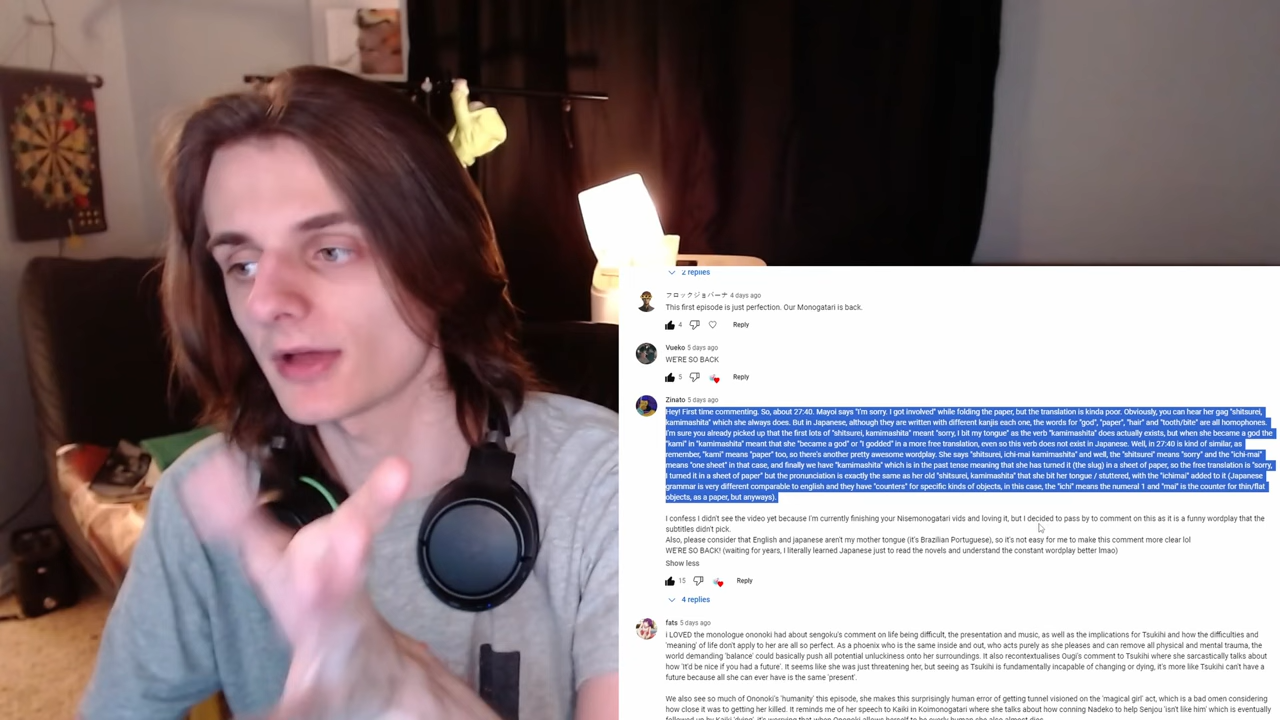 2 replies
フロックジョバーナ 4 days ago
This first episode is just perfection. Our Monogatari is back.
4 Reply
Vueko 5 days ago
WE'RE SO BACK
5 Reply
Zinato 5 days ago
Hey! First time commenting. So, about 27:40. Mayoi says "I'm sorry. I got involved" while folding the paper, but the translation is kinda poor. Obviously, you can hear her gag "shitsurei,
kamimashita" which she always does. But in Japanese, although they are written with different kanjis each one, the words for "god", "paper", "hair" and "tooth/bite" are all homophones.
I'm sure you already picked up that the first lots of "shitsurei, kamimashita" meant "sorry, i bit my tongue" as the verb "kamimashita" does actually exists, but when she became a god the
"kami" in "kamimashita" meant that she "became a god" or "I godded" in a more free translation, even so this verb does not exist in Japanese. Well, in 27:40 is kind of similar, as
remember, "kami" means "paper" too, so there's another pretty awesome wordplay. She says "shitsurei, ichi-mai kamimashita" and well, the "shitsurei" means "sorry" and the "ichi-mai"
means "one sheet" in that case, and finally we have "kamimashita" which is in the past tense meaning that she has turned it (the slug) in a sheet of paper, so the free translation is "sorry,
I turned it in a sheet of paper" but the pronunciation is exactly the same as her old "shitsurei, kamimashita" that she bit her tongue / stuttered, with the "ichimai" added to it (Japanese
grammar is very different comparable to english and they have "counters" for specific kinds of objects, in this case, the "ichi" means the numeral 1 and "mai" is the counter for thin/flat
objects, as a paper, but anyways).
I confess I didn't see the video yet because I'm currently finishing your Nisemonogatari vids and loving it, but I decided to pass by to comment on this as it is a funny wordplay that the
subtitles didn't pick.
Also, please consider that English and japanese aren't my mother tongue (it's Brazilian Portuguese), so it's not easy for me to make this comment more clear lol
WE'RE SO BACK! (waiting for years, I literally learned Japanese just to read the novels and understand the constant wordplay better lmao)
Show less
15 Reply
4 replies
fats 5 days ago
i LOVED the monologue ononoki had about sengoku's comment on life being difficult, the presentation and music, as well as the implications for Tsukihi and how the difficulties and
'meaning' of life don't apply to her are all so perfect. As a phoenix who is the same inside and out, who acts purely as she pleases and can remove all physical and mental trauma, the
world demanding 'balance' could basically push all potential unluckiness onto her surroundings. It also recontextualises Ougi's comment to Tsukihi where she sarcastically talks about
how 'It'd be nice if you had a future'. It seems like she was just threatening her, but seeing as Tsukihi is fundamentally incapable of changing or dying, it's more like Tsukihi can't have a
future because all she can ever have is the same 'present'.
We also see so much of Ononoki's 'humanity' this episode, she makes this surprisingly human error of getting tunnel visioned on the 'magical girl' act, which is a bad omen considering
how close it was to getting her killed. It reminds me of her speech to Kaiki in Koimonogatari where she talks about how conning Nadeko to help Senjou 'isn't like him' which is eventually
followed up by Kaiki 'dying', it's worrying that when Ononoki allows herself to be overly human she also almost dies